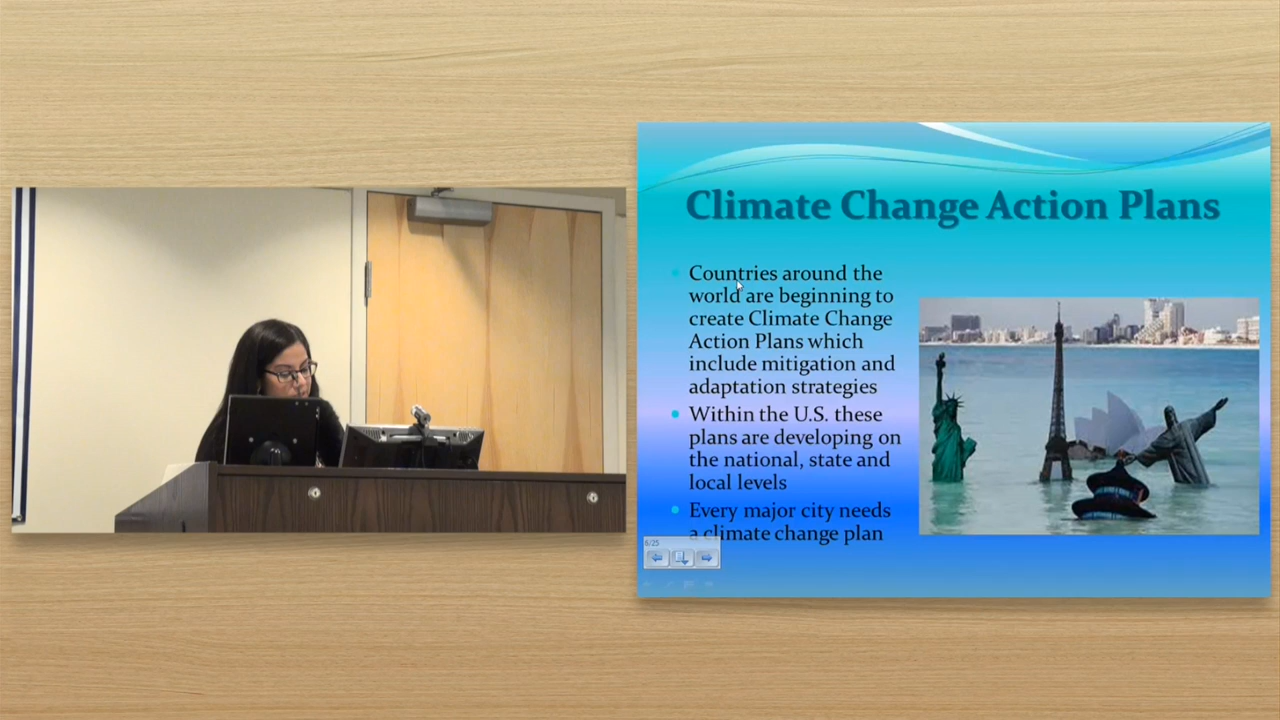 Climate Change Action Plans
Countries around the
world are beginning to
create Climate Change
Action Plans which
include mitigation and
adaptation strategies
Within the U.S. these
plans are developing on
the national, state and
local levels
Every major city needs
a climate change plan
6/25